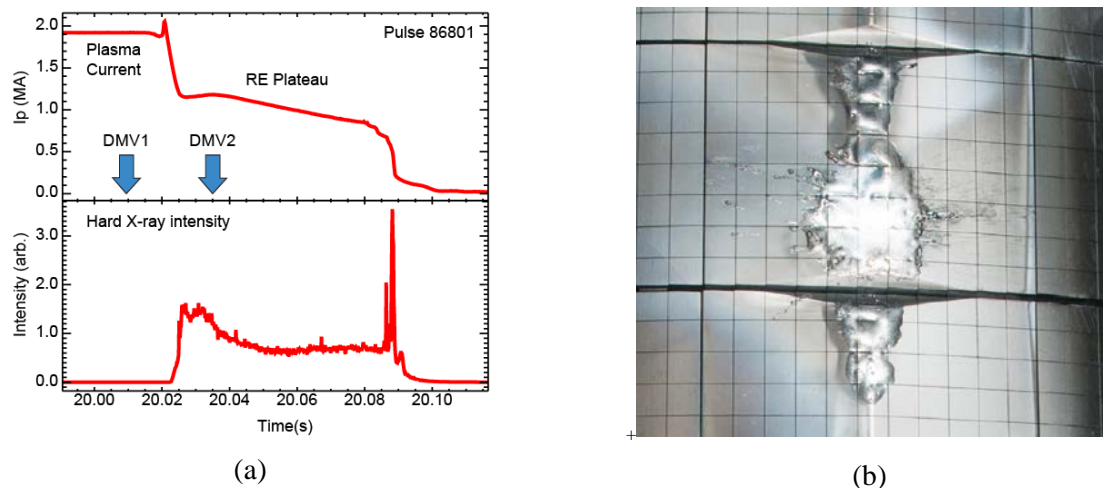 Pulse 86801
Plasma
Current
RE Plateau
DMV1
DMV2
Ip (MA)
2.0
1.5
1.0
0.5
0.0
Hard X-ray intensity
Intensity (arb.)
3.0
2.0
1.0
0.0
20.00 20.02 20.04 20.06 20.08 20.10
Time(s)
(a)
(b)